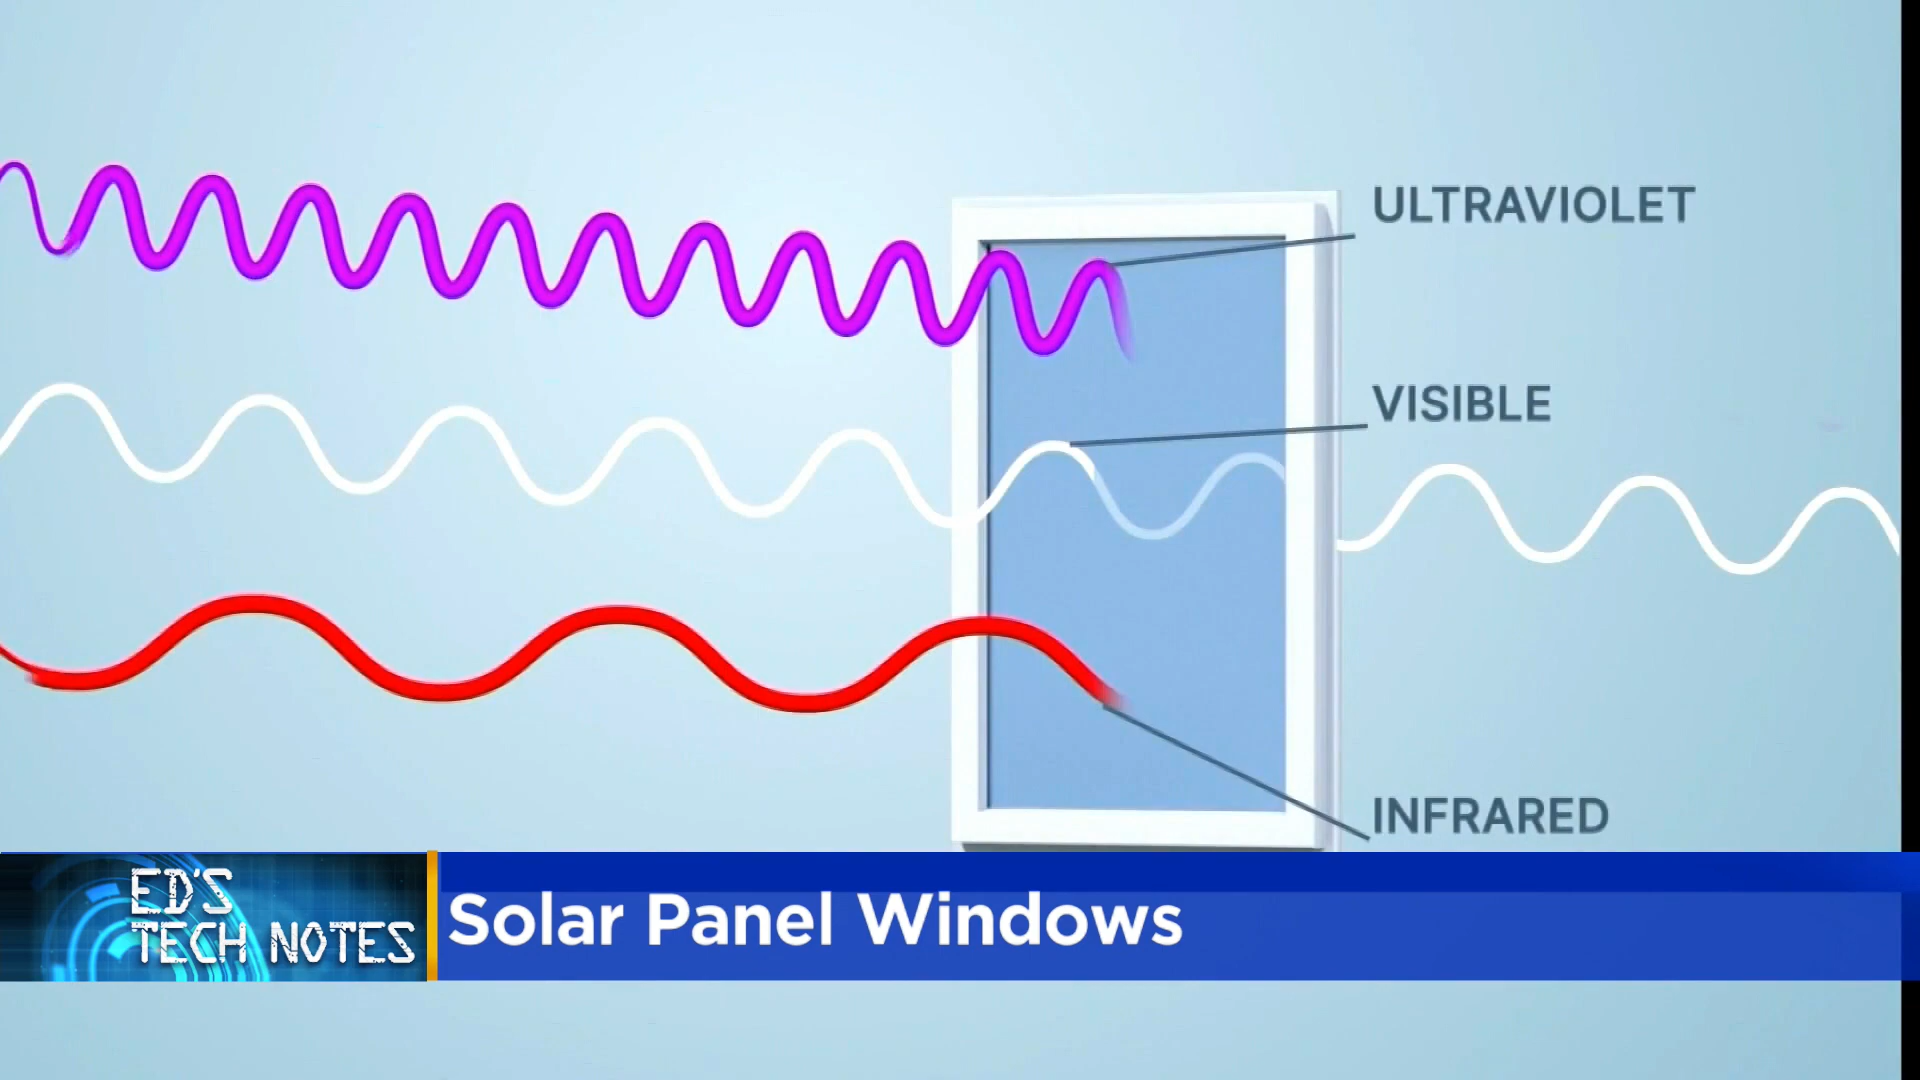 ULTRAVIOLET
VISIBLE
INFRARED
ED'S
TECH NOTES
Solar Panel Windows